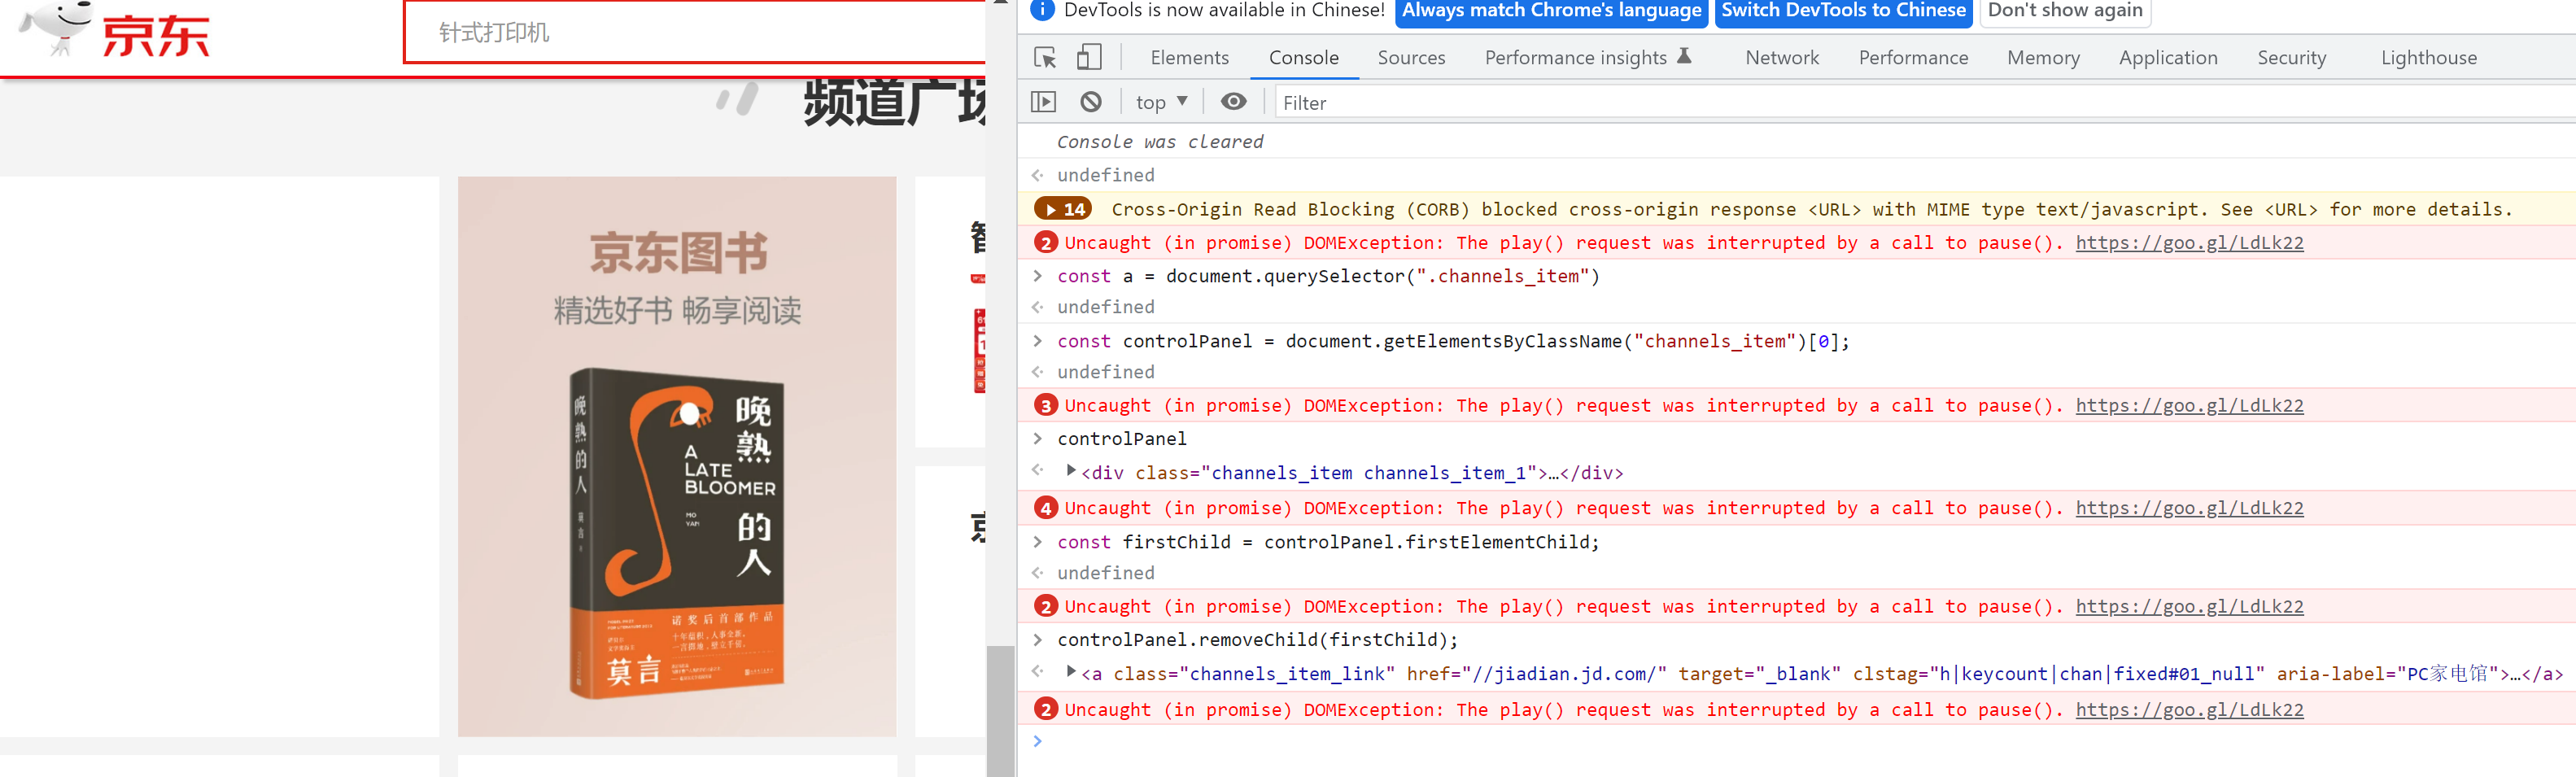 京东
针式打印机
频道广场
京东图书
精选好书 畅享阅读
晚熟的人
晚熟的人
A
LATE
BLOOMER
MO
YAN
诺奖后首部作品
十年蕴积，人事全新。
一言掷地，壁立千仞。
莫言
DevTools is now available in Chinese!
Always match Chrome's language
Switch DevTools to Chinese
Don't show again
Elements
Console
Sources
Performance insights
Network
Performance
Memory
Application
Security
Lighthouse
top
Filter
Console was cleared
undefined
14 Cross-Origin Read Blocking (CORB) blocked cross-origin response <URL> with MIME type text/javascript. See <URL> for more details.
2 Uncaught (in promise) DOMException: The play() request was interrupted by a call to pause(). https://goo.gl/LdLk22
const a = document.querySelector(".channels_item")
undefined
const controlPanel = document.getElementsByClassName("channels_item")[0];
undefined
3 Uncaught (in promise) DOMException: The play() request was interrupted by a call to pause(). https://goo.gl/LdLk22
controlPanel
<div class="channels_item channels_item_1">…</div>
4 Uncaught (in promise) DOMException: The play() request was interrupted by a call to pause(). https://goo.gl/LdLk22
const firstChild = controlPanel.firstElementChild;
undefined
2 Uncaught (in promise) DOMException: The play() request was interrupted by a call to pause(). https://goo.gl/LdLk22
controlPanel.removeChild(firstChild);
<a class="channels_item_link" href="//jiadian.jd.com/" target="_blank" clstag="h|keycount|chan|fixed#01_null" aria-label="PC家电馆">…</a>
2 Uncaught (in promise) DOMException: The play() request was interrupted by a call to pause(). https://goo.gl/LdLk22